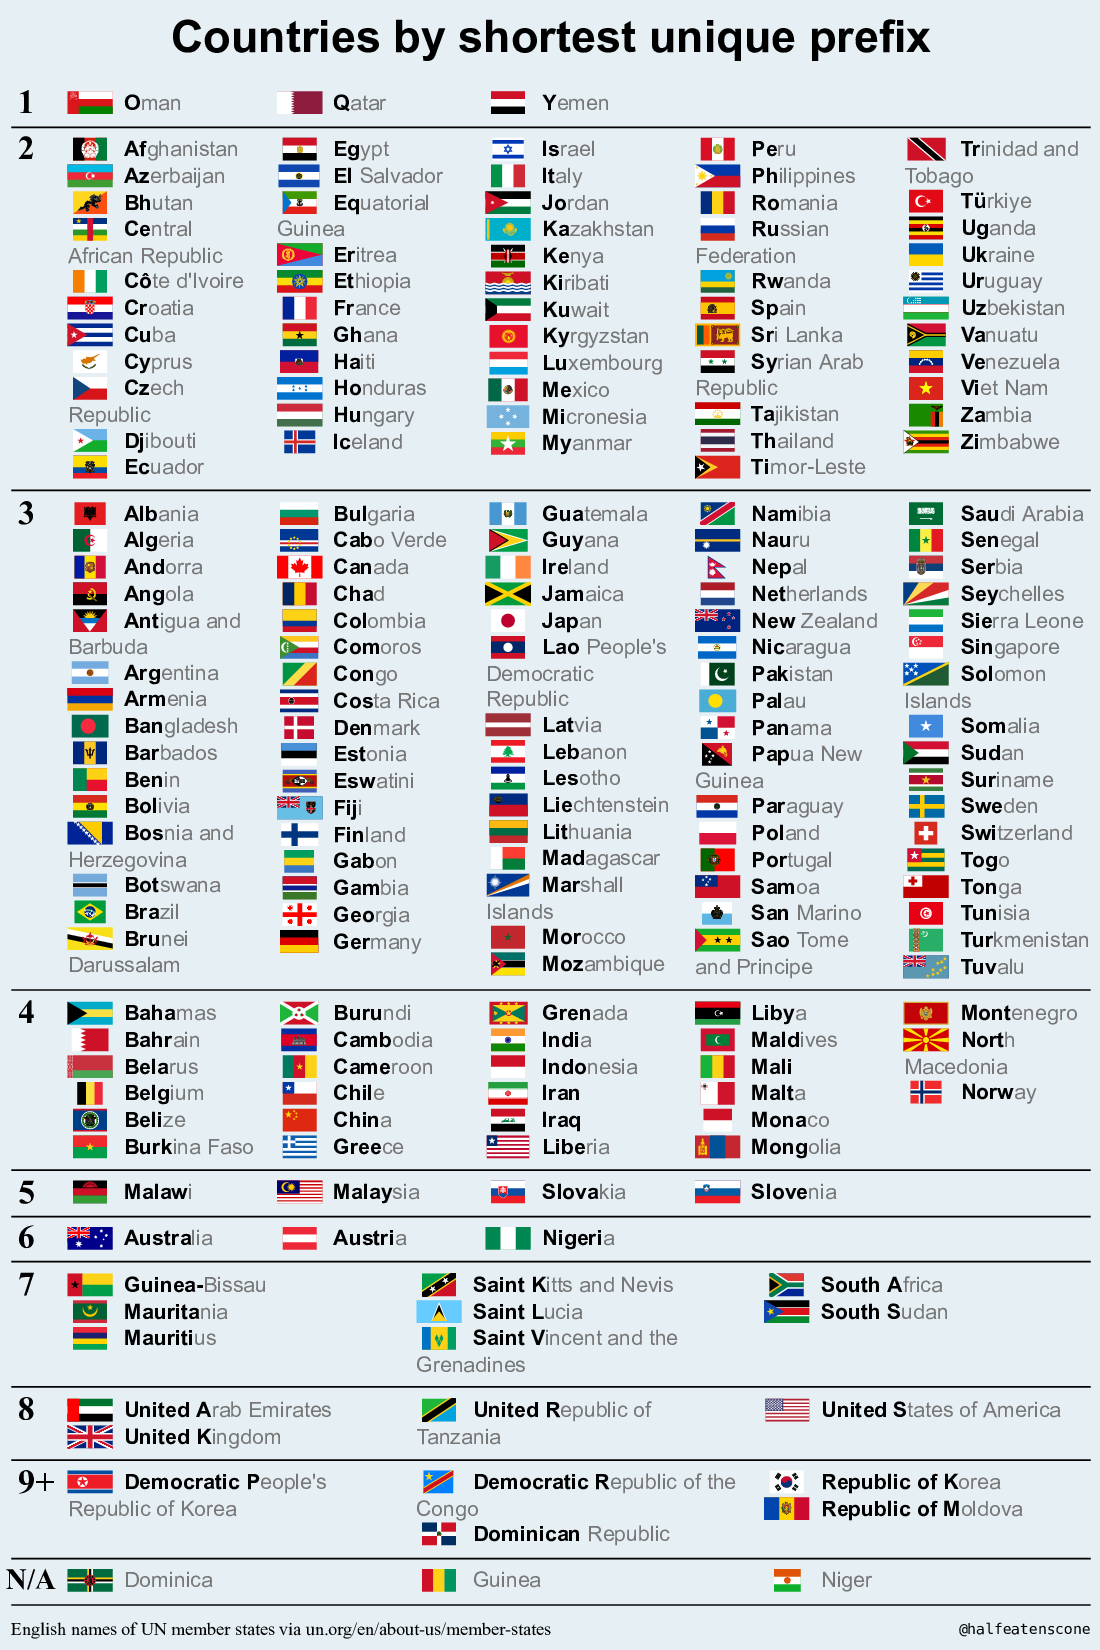 Countries by shortest unique prefix
1 Oman Qatar Yemen
2 Afghanistan Egypt Israel Peru Trinidad and
Azerbaijan El Salvador Italy Philippines Tobago
Bhutan Equatorial Jordan Romania Türkiye
Central Guinea Kazakhstan Russian Uganda
African Republic Eritrea Kenya Federation Ukraine
Côte d'Ivoire Ethiopia Kiribati Rwanda Uruguay
Croatia France Kuwait Spain Uzbekistan
Cuba Ghana Kyrgyzstan Sri Lanka Vanuatu
Cyprus Haiti Luxembourg Syrian Arab Venezuela
Czech Honduras Mexico Republic Viet Nam
Republic Hungary Micronesia Tajikistan Zambia
Djibouti Iceland Myanmar Thailand Zimbabwe
Ecuador Timor-Leste
3 Albania Bulgaria Guatemala Namibia Saudi Arabia
Algeria Cabo Verde Guyana Nauru Senegal
Andorra Canada Ireland Nepal Serbia
Angola Chad Jamaica Netherlands Seychelles
Antigua and Colombia Japan New Zealand Sierra Leone
Barbuda Comoros Lao People's Nicaragua Singapore
Argentina Congo Democratic Pakistan Solomon
Armenia Costa Rica Republic Palau Islands
Bangladesh Denmark Latvia Panama Somalia
Barbados Estonia Lebanon Papua New Sudan
Benin Eswatini Lesotho Guinea Suriname
Bolivia Fiji Liechtenstein Paraguay Sweden
Bosnia and Finland Lithuania Poland Switzerland
Herzegovina Gabon Madagascar Portugal Togo
Botswana Gambia Marshall Samoa Tonga
Brazil Georgia Islands San Marino Tunisia
Brunei Germany Morocco Sao Tome Turkmenistan
Darussalam Mozambique and Principe Tuvalu
4 Bahamas Burundi Grenada Libya Montenegro
Bahrain Cambodia India Maldives North
Belarus Cameroon Indonesia Mali Macedonia
Belgium Chile Iran Malta Norway
Belize China Iraq Monaco
Burkina Faso Greece Liberia Mongolia
5 Malawi Malaysia Slovakia Slovenia
6 Australia Austria Nigeria
7 Guinea-Bissau Saint Kitts and Nevis South Africa
Mauritania Saint Lucia South Sudan
Mauritius Saint Vincent and the
Grenadines
8 United Arab Emirates United Republic of United States of America
United Kingdom Tanzania
9+ Democratic People's Democratic Republic of the Republic of Korea
Republic of Korea Congo Republic of Moldova
Dominican Republic
N/A Dominica Guinea Niger
English names of UN member states via un.org/en/about-us/member-states @halfeatenscone